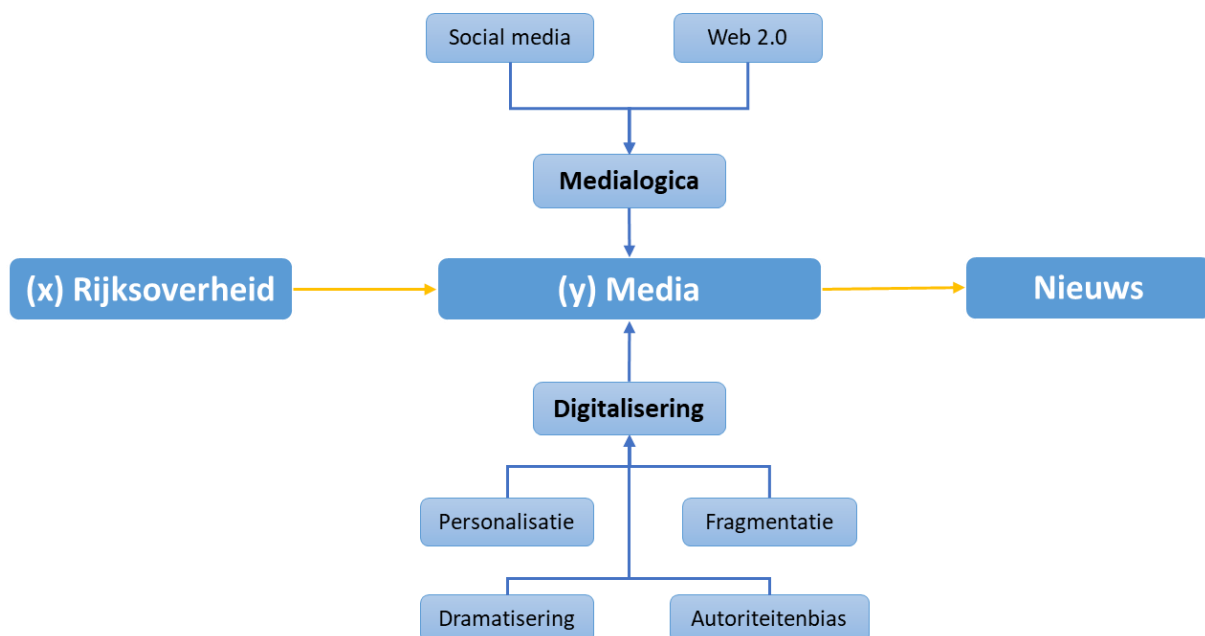 Social media
Web 2.0
Medialogica
(x) Rijksoverheid
(y) Media
Nieuws
Digitalisering
Personalisatie
Fragmentatie
Dramatisering
Autoriteitenbias